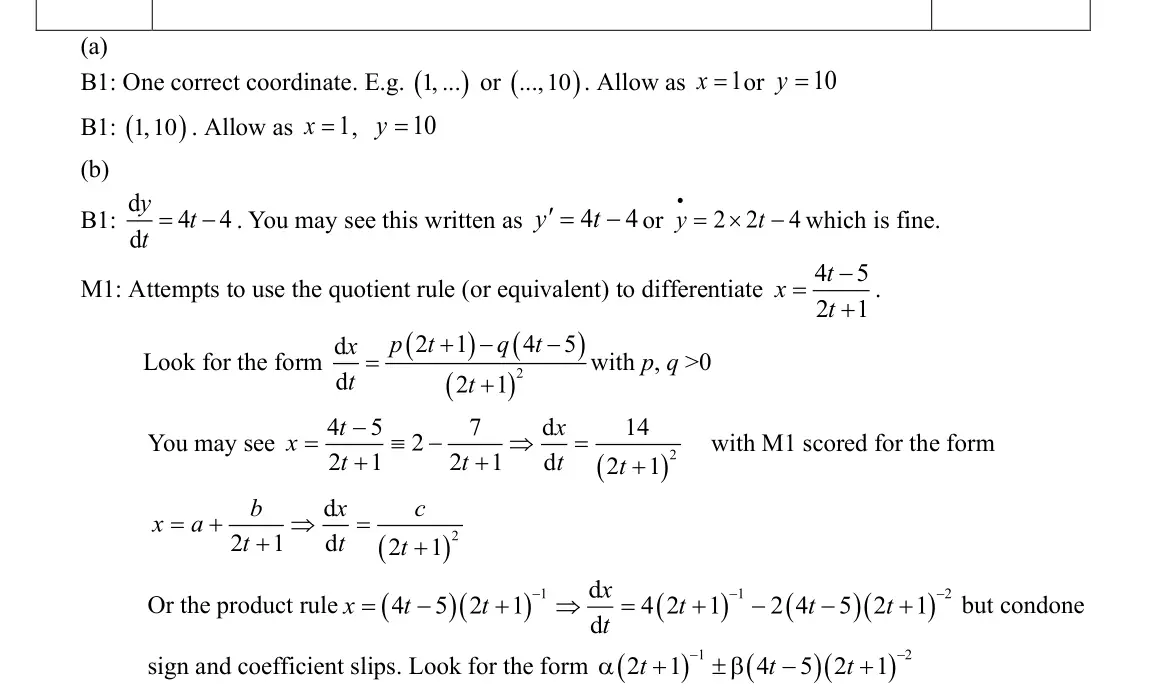 (a)
B1: One correct coordinate. E.g. (1, ...) or (..., 10). Allow as x = 1 or y = 10
B1: (1, 10). Allow as x = 1, y = 10
(b)
B1: dy/dt = 4t − 4. You may see this written as y′ = 4t − 4 or ẏ = 2 × 2t − 4 which is fine.
M1: Attempts to use the quotient rule (or equivalent) to differentiate x = (4t − 5)/(2t + 1).
Look for the form dx/dt = (p(2t + 1) − q(4t − 5))/(2t + 1)² with p, q >0
You may see x = (4t − 5)/(2t + 1) ≡ 2 − 7/(2t + 1) ⇒ dx/dt = 14/(2t + 1)² with M1 scored for the form
x = a + b/(2t + 1) ⇒ dx/dt = c/(2t + 1)²
Or the product rule x = (4t − 5)(2t + 1)⁻¹ ⇒ dx/dt = 4(2t + 1)⁻¹ − 2(4t − 5)(2t + 1)⁻² but condone
sign and coefficient slips. Look for the form α(2t + 1)⁻¹ ± β(4t − 5)(2t + 1)⁻²